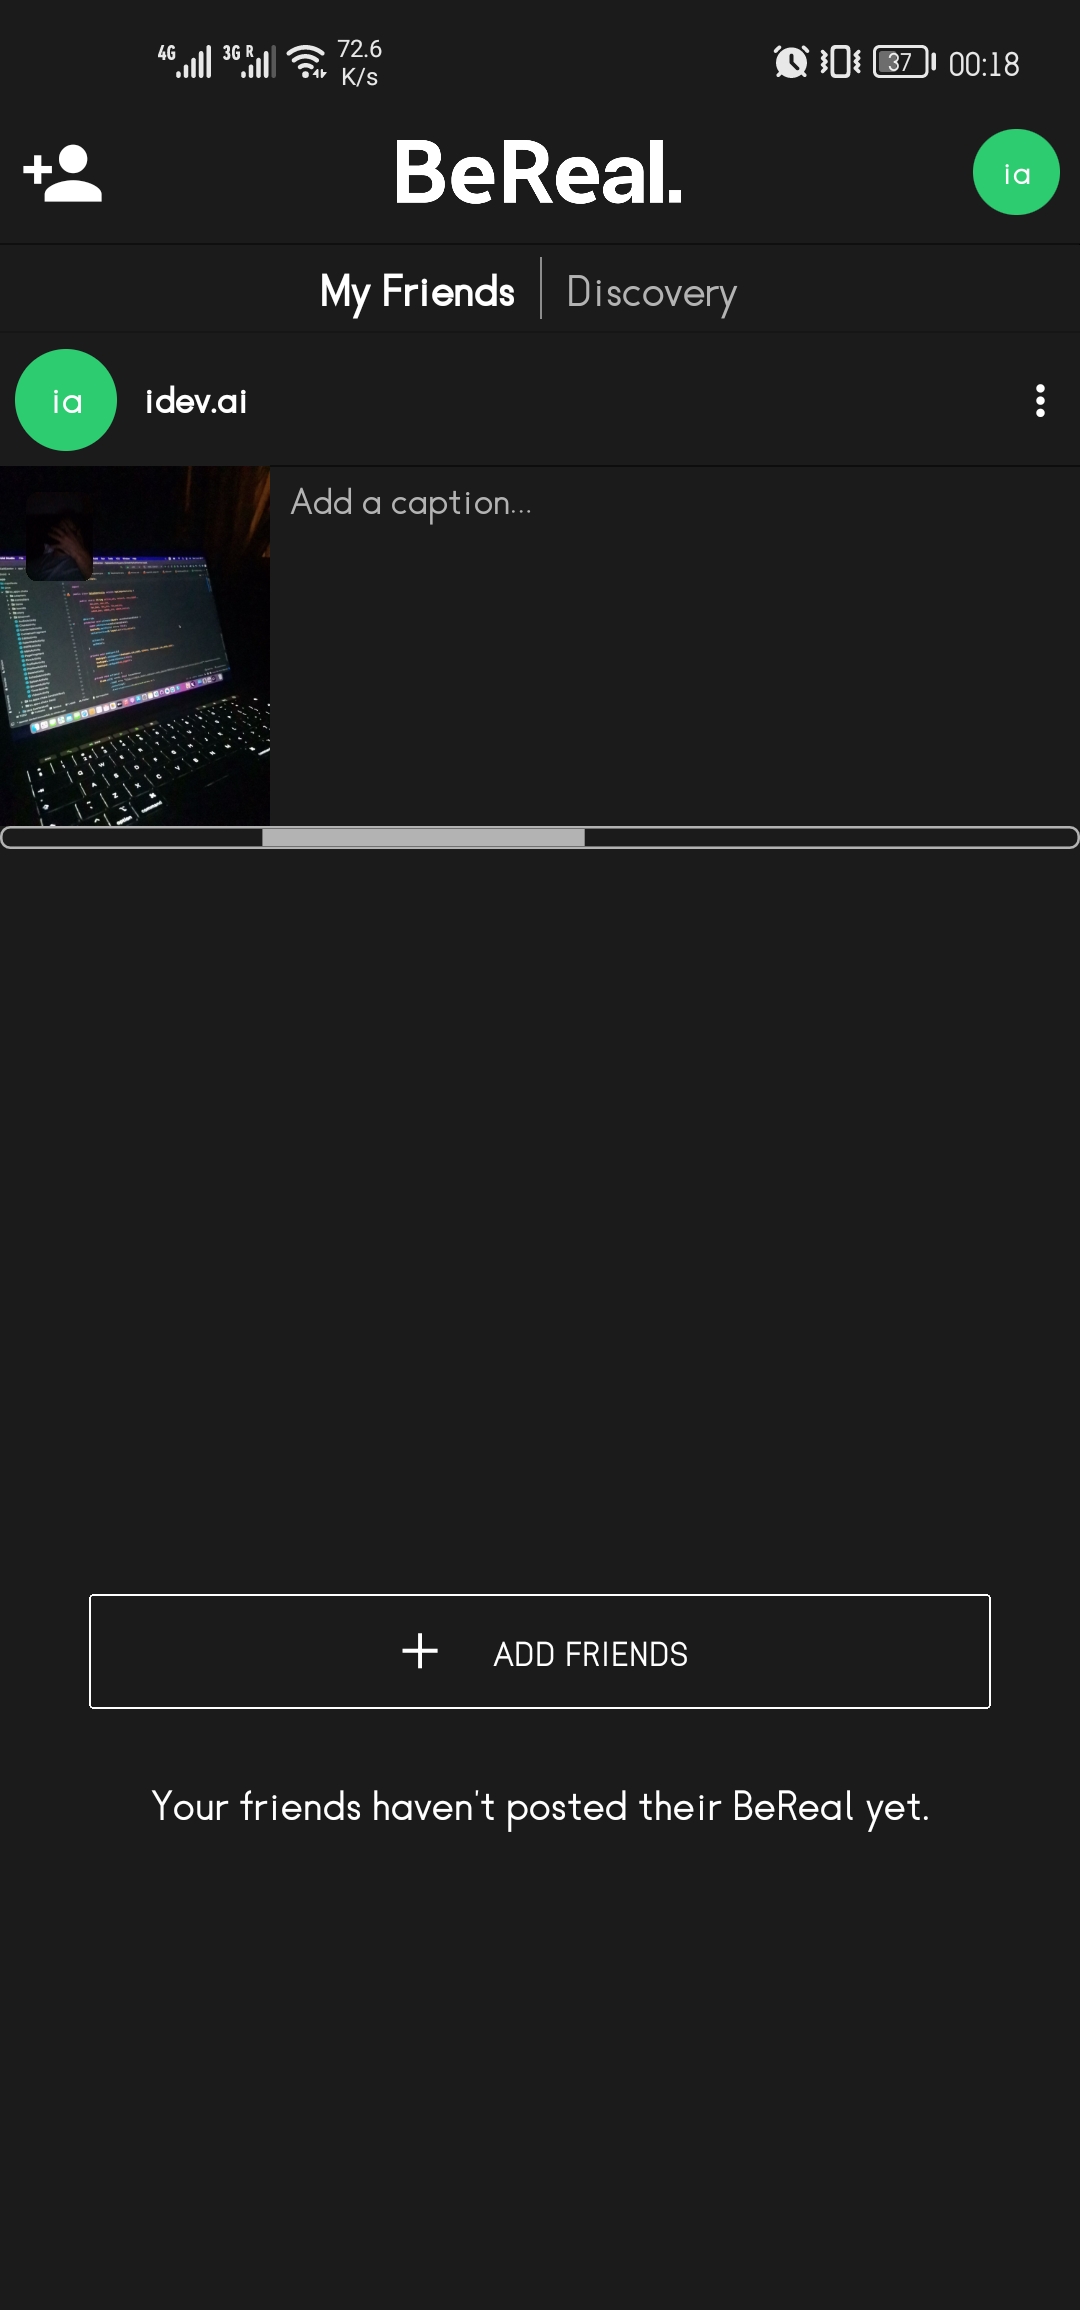 4G 3G R 72.6 K/s 37 00:18
BeReal. ia
My Friends Discovery
ia idev.ai
Add a caption...
ADD FRIENDS
Your friends haven't posted their BeReal yet.